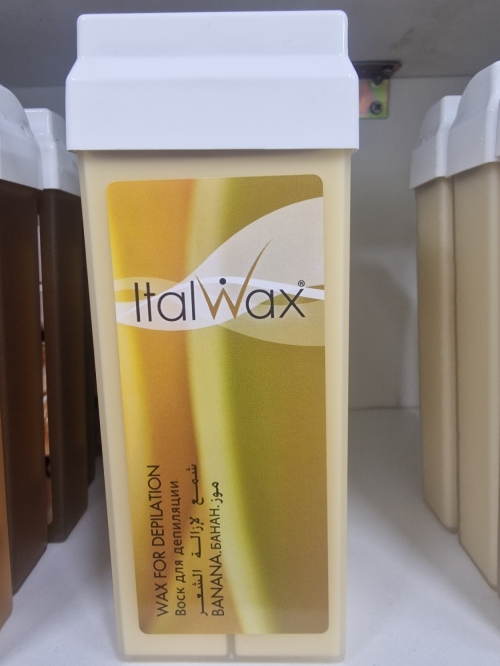 ItalWax®
WAX FOR DEPILATION
Воск для депиляции
شمع لإزالة الشعر
BANANA.БАНАН.موز